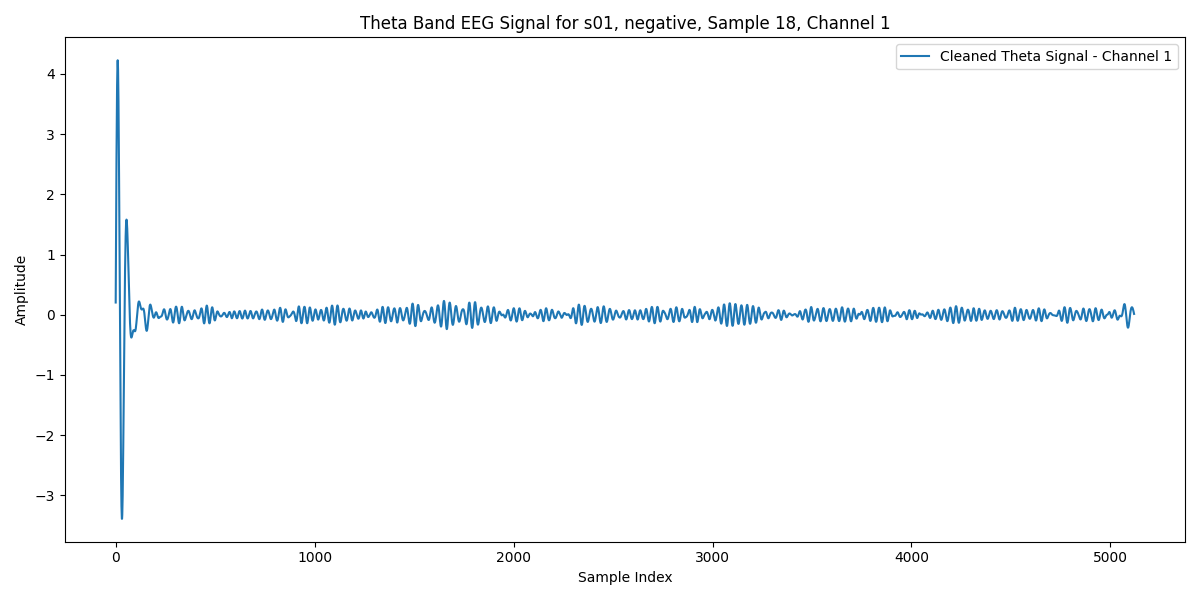 Theta Band EEG Signal for s01, negative, Sample 18, Channel 1
Cleaned Theta Signal - Channel 1
Amplitude
4
3
2
1
0
−1
−2
−3
0 1000 2000 3000 4000 5000
Sample Index